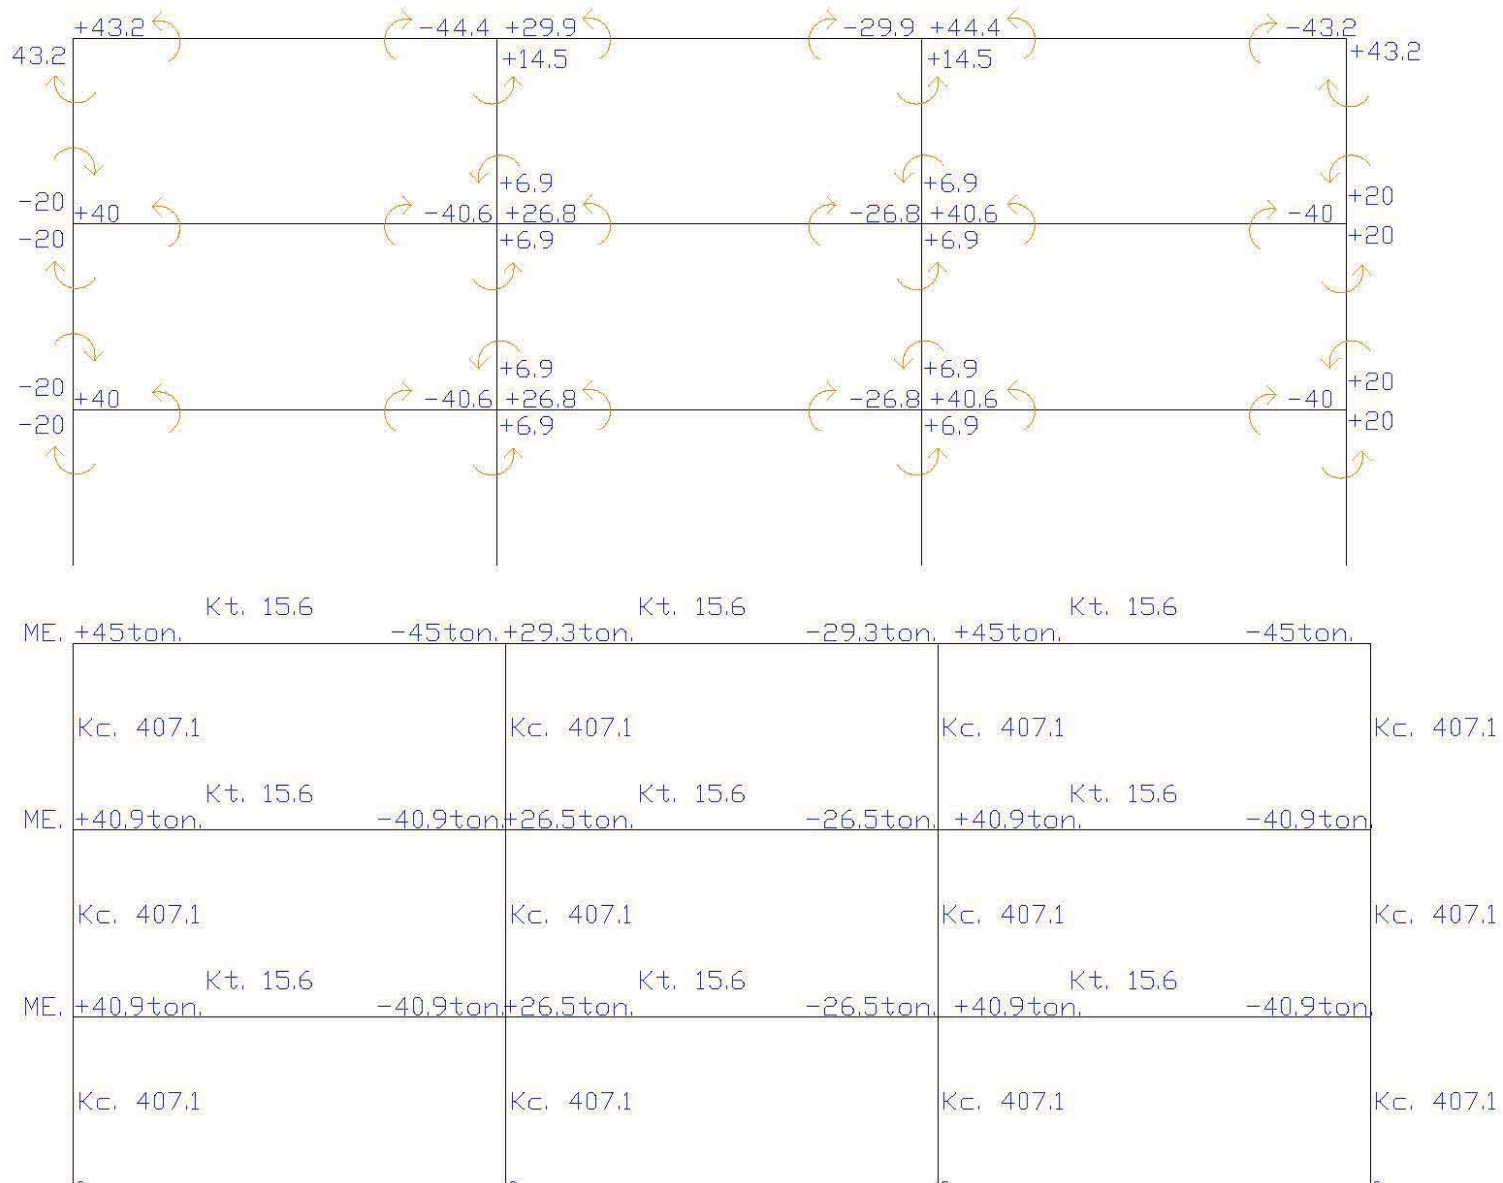 +43.2 -44.4 +29.9 -29.9 +44.4 -43.2
43.2 +14.5 +14.5 +43.2
+6.9 +6.9
-20 +40 -40.6 +26.8 -26.8 +40.6 -40 +20
-20 +6.9 +6.9 +20
+6.9 +6.9
-20 +40 -40.6 +26.8 -26.8 +40.6 -40 +20
-20 +6.9 +6.9 +20
Kt. 15.6 Kt. 15.6 Kt. 15.6
ME. +45ton. -45ton. +29.3ton. -29.3ton. +45ton. -45ton.
Kc. 407.1 Kc. 407.1 Kc. 407.1 Kc. 407.1
Kt. 15.6 Kt. 15.6 Kt. 15.6
ME. +40.9ton. -40.9ton. +26.5ton. -26.5ton. +40.9ton. -40.9ton.
Kc. 407.1 Kc. 407.1 Kc. 407.1 Kc. 407.1
Kt. 15.6 Kt. 15.6 Kt. 15.6
ME. +40.9ton. -40.9ton. +26.5ton. -26.5ton. +40.9ton. -40.9ton.
Kc. 407.1 Kc. 407.1 Kc. 407.1 Kc. 407.1